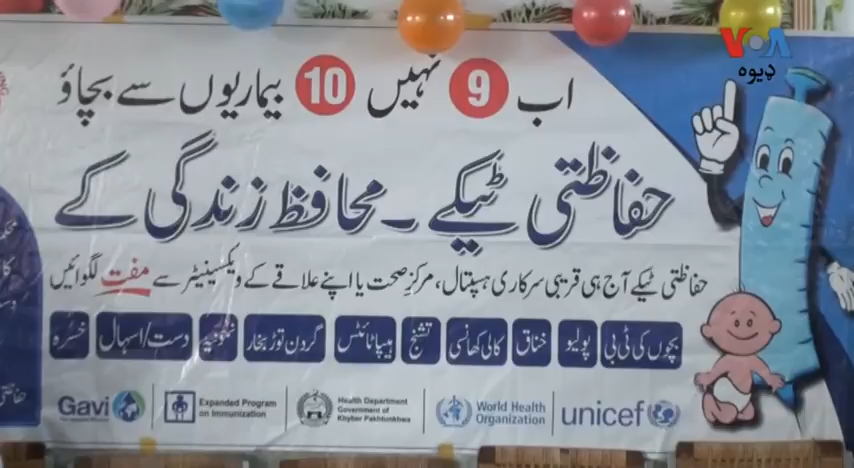 VOA
ڈیوہ
اب 9 نہیں 10 بیماریوں سے بچاؤ
حفاظتی ٹیکے ۔ محافظ زندگی کے
حفاظتی ٹیکے آج ہی قریبی سرکاری ہسپتال، مرکزِ صحت یا اپنے علاقے کے ویکسینیٹر سے مفت لگوائیں
بچوں کی ٹی بی پولیو خناق کالی کھانسی تشنج ہیپاٹائٹس گردن توڑ بخار نمونیہ دست/اسہال خسرہ
Gavi Expanded Program on Immunization Health Department Government of Khyber Pakhtunkhwa World Health Organization unicef